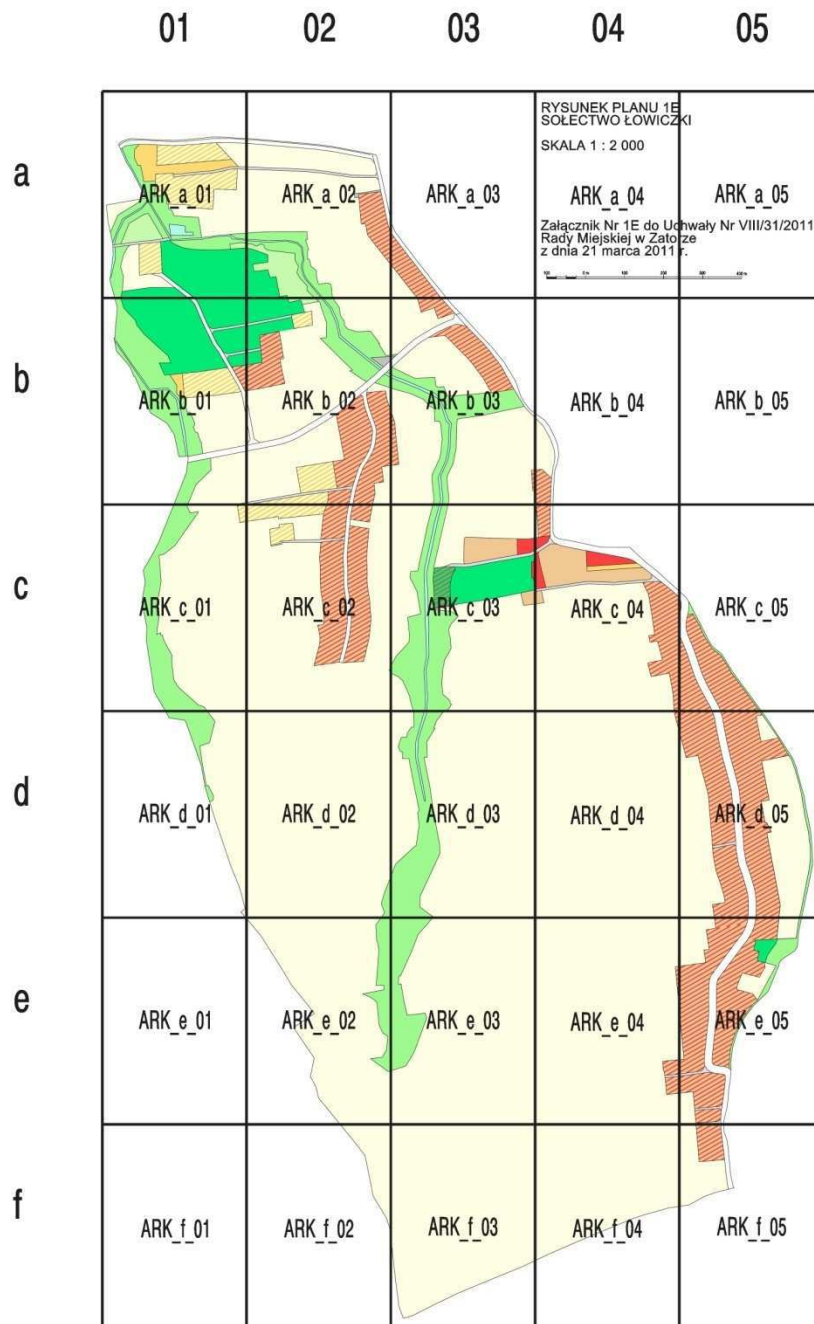 01 02 03 04 05
RYSUNEK PLANU 1E
SOŁECTWO ŁOWICZKI
SKALA 1 : 2 000
a
ARK_a_01 ARK_a_02 ARK_a_03 ARK_a_04 ARK_a_05
Załącznik Nr 1E do Uchwały Nr VIII/31/2011
Rady Miejskiej w Zatorze
z dnia 21 marca 2011 r.
b
ARK_b_01 ARK_b_02 ARK_b_03 ARK_b_04 ARK_b_05
c
ARK_c_01 ARK_c_02 ARK_c_03 ARK_c_04 ARK_c_05
d
ARK_d_01 ARK_d_02 ARK_d_03 ARK_d_04 ARK_d_05
e
ARK_e_01 ARK_e_02 ARK_e_03 ARK_e_04 ARK_e_05
f
ARK_f_01 ARK_f_02 ARK_f_03 ARK_f_04 ARK_f_05